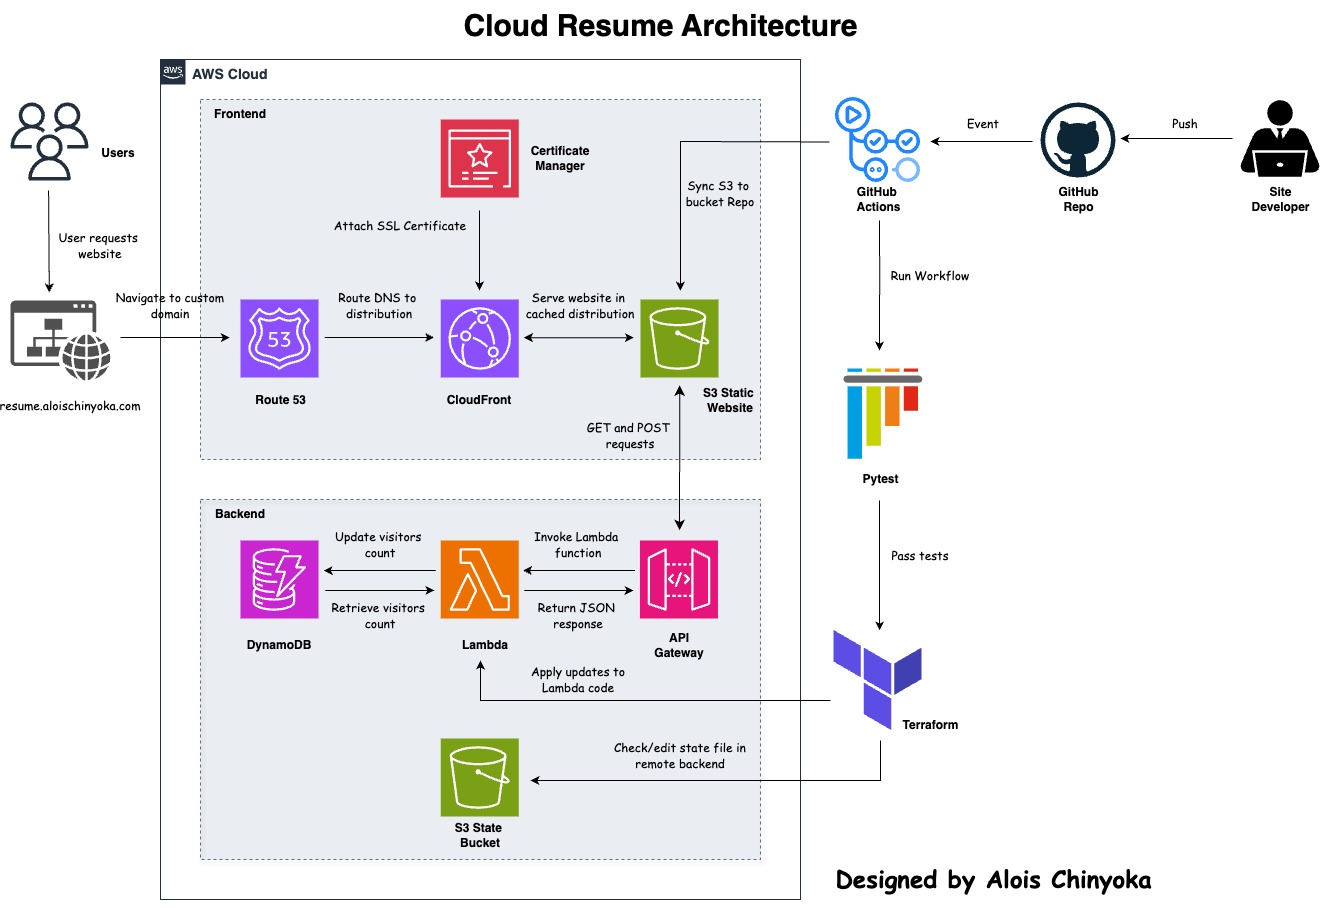 Cloud Resume Architecture
aws
AWS Cloud
Frontend
Users
Certificate
Manager
Event
Push
GitHub
Actions
GitHub
Repo
Site
Developer
Sync S3 to
bucket Repo
Attach SSL Certificate
User requests
website
Run Workflow
Navigate to custom
domain
Route DNS to
distribution
Serve website in
cached distribution
53
Route 53
CloudFront
S3 Static
Website
resume.aloischinyoka.com
GET and POST
requests
Pytest
Backend
Update visitors
count
Invoke Lambda
function
Pass tests
</>
Retrieve visitors
count
Return JSON
response
DynamoDB
Lambda
API
Gateway
Apply updates to
Lambda code
Terraform
Check/edit state file in
remote backend
S3 State
Bucket
Designed by Alois Chinyoka